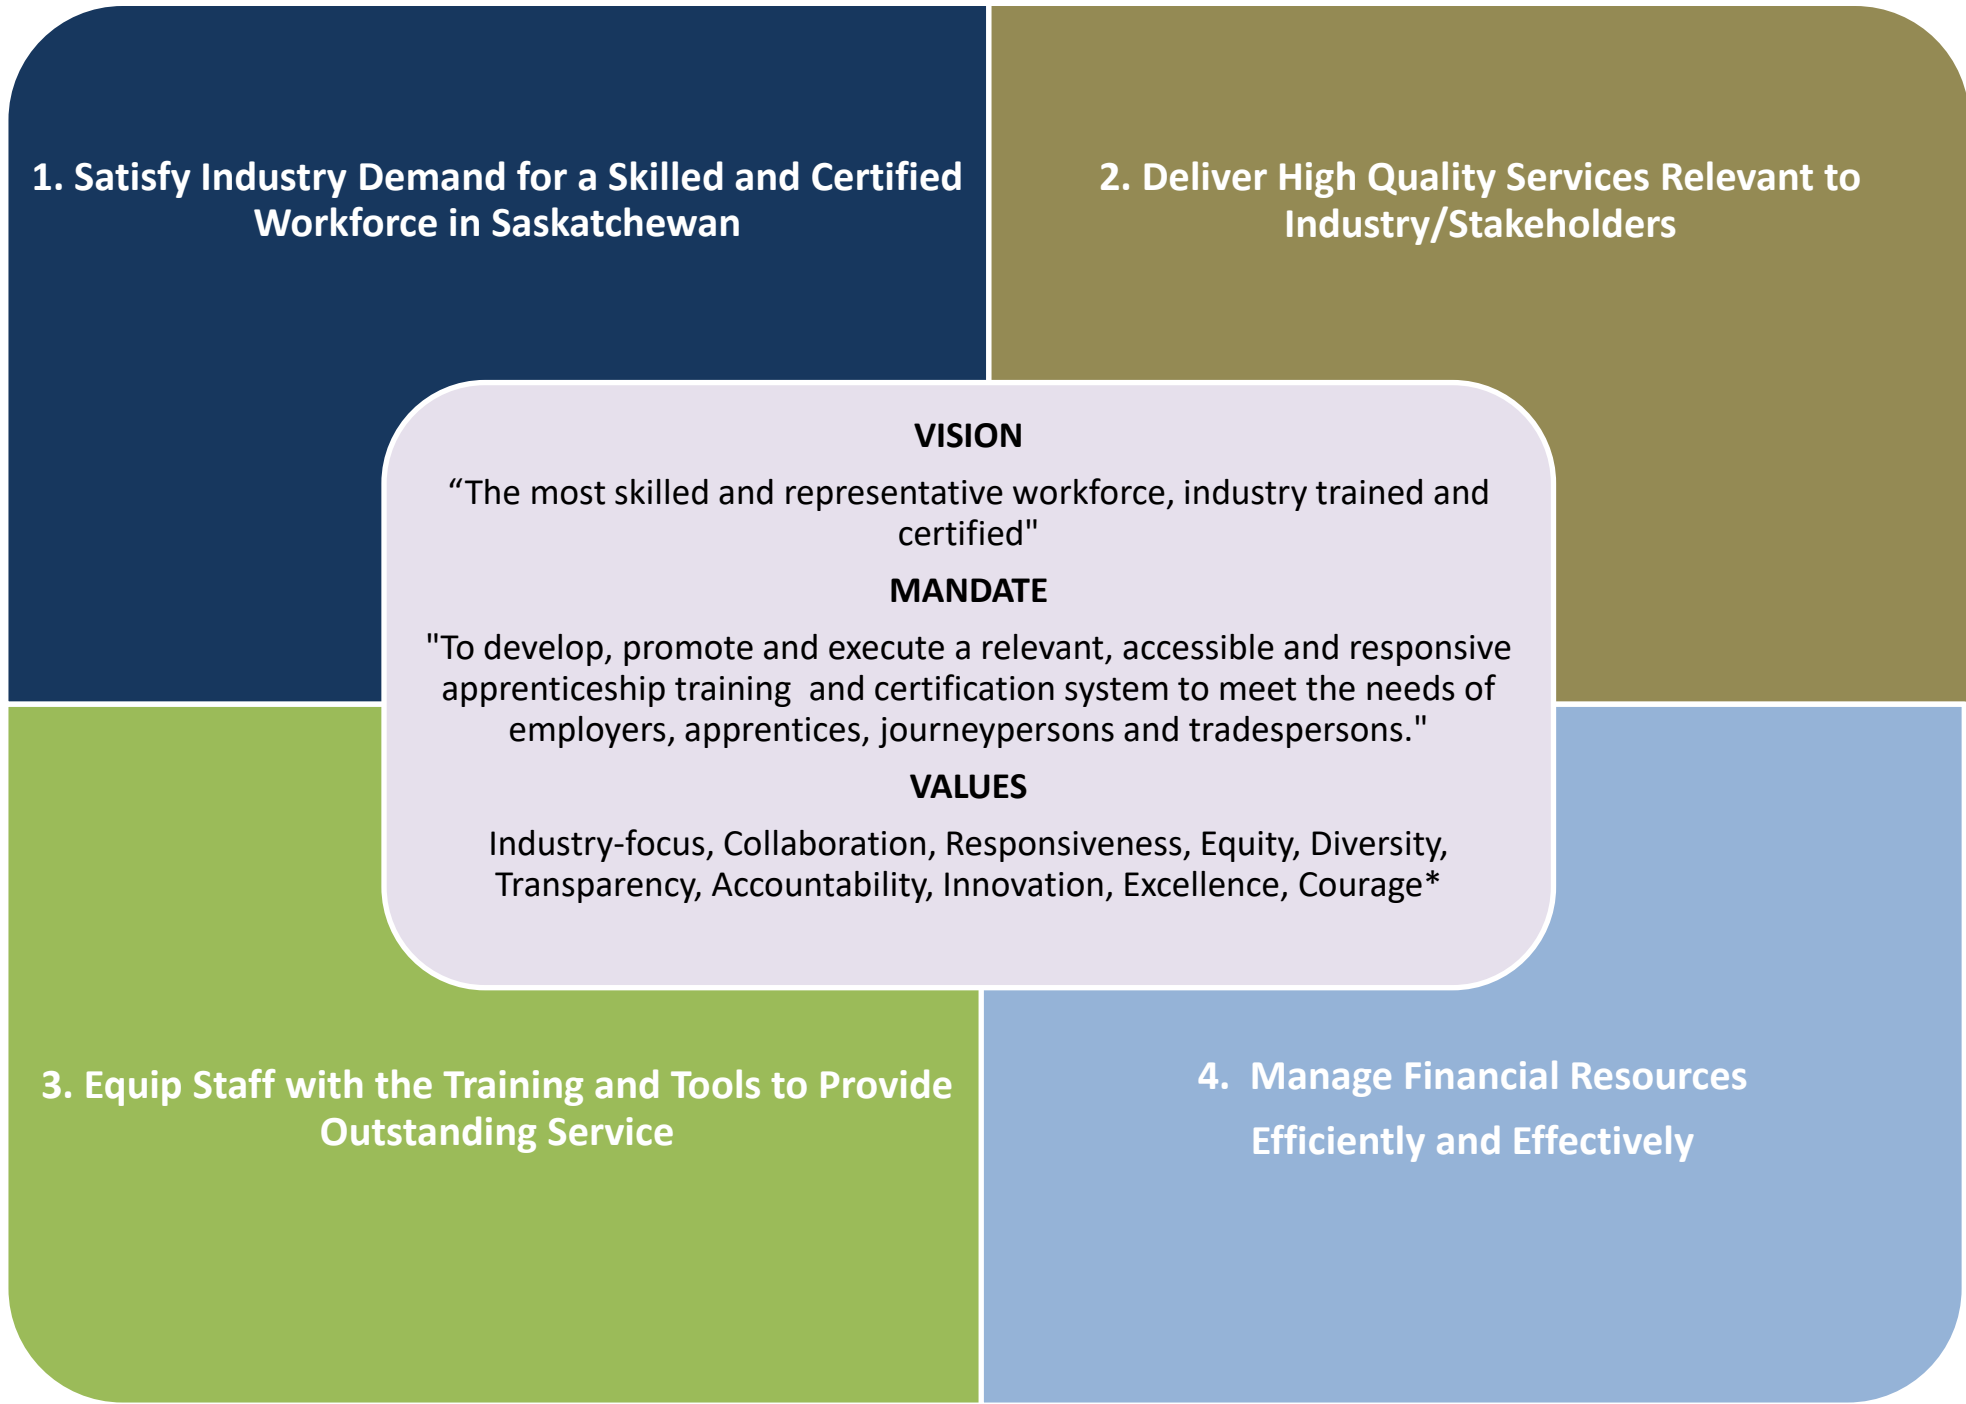 1. Satisfy Industry Demand for a Skilled and Certified
Workforce in Saskatchewan
2. Deliver High Quality Services Relevant to
Industry/Stakeholders
VISION
“The most skilled and representative workforce, industry trained and
certified"
MANDATE
"To develop, promote and execute a relevant, accessible and responsive
apprenticeship training  and certification system to meet the needs of
employers, apprentices, journeypersons and tradespersons."
VALUES
Industry-focus, Collaboration, Responsiveness, Equity, Diversity,
Transparency, Accountability, Innovation, Excellence, Courage*
3. Equip Staff with the Training and Tools to Provide
Outstanding Service
4.  Manage Financial Resources
Efficiently and Effectively